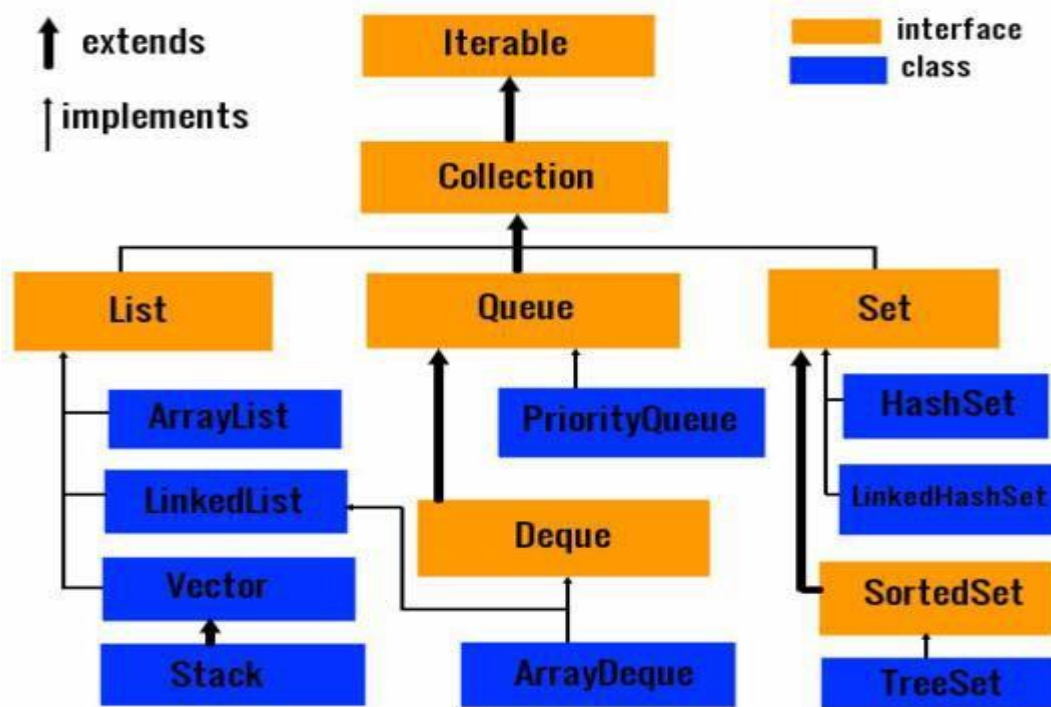 extends
implements
Iterable
interface
class
Collection
List
Queue
Set
ArrayList
PriorityQueue
HashSet
LinkedList
LinkedHashSet
Deque
Vector
SortedSet
Stack
ArrayDeque
TreeSet